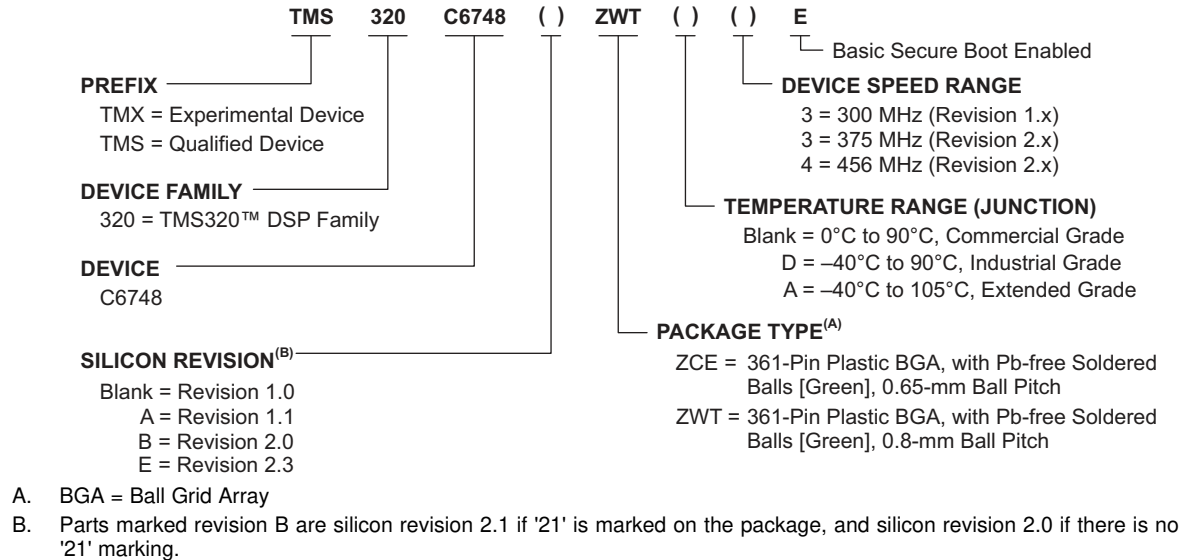 TMS 320 C6748 ( ) ZWT ( ) ( ) E
Basic Secure Boot Enabled
PREFIX
TMX = Experimental Device
TMS = Qualified Device
DEVICE SPEED RANGE
3 = 300 MHz (Revision 1.x)
3 = 375 MHz (Revision 2.x)
4 = 456 MHz (Revision 2.x)
DEVICE FAMILY
320 = TMS320™ DSP Family
TEMPERATURE RANGE (JUNCTION)
Blank = 0°C to 90°C, Commercial Grade
D = –40°C to 90°C, Industrial Grade
A = –40°C to 105°C, Extended Grade
DEVICE
C6748
PACKAGE TYPE(A)
ZCE = 361-Pin Plastic BGA, with Pb-free Soldered
Balls [Green], 0.65-mm Ball Pitch
ZWT = 361-Pin Plastic BGA, with Pb-free Soldered
Balls [Green], 0.8-mm Ball Pitch
SILICON REVISION(B)
Blank = Revision 1.0
A = Revision 1.1
B = Revision 2.0
E = Revision 2.3
A. BGA = Ball Grid Array
B. Parts marked revision B are silicon revision 2.1 if '21' is marked on the package, and silicon revision 2.0 if there is no
'21' marking.